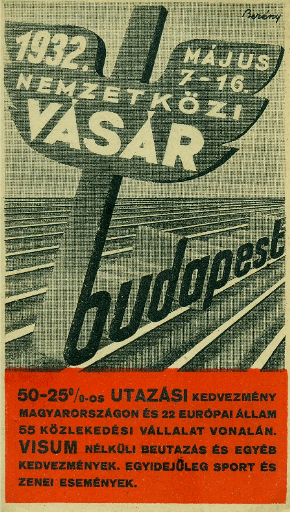 Berény
1932. MÁJUS
7-16.
NEMZETKÖZI
VÁSÁR
budapest
50-25%-os UTAZÁSI KEDVEZMÉNY
MAGYARORSZÁGON ÉS 22 EURÓPAI ÁLLAM
55 KÖZLEKEDÉSI VÁLLALAT VONALÁN.
VISUM NÉLKÜLI BEUTAZÁS ÉS EGYÉB
KEDVEZMÉNYEK. EGYIDEJŰLEG SPORT ÉS
ZENEI ESEMÉNYEK.